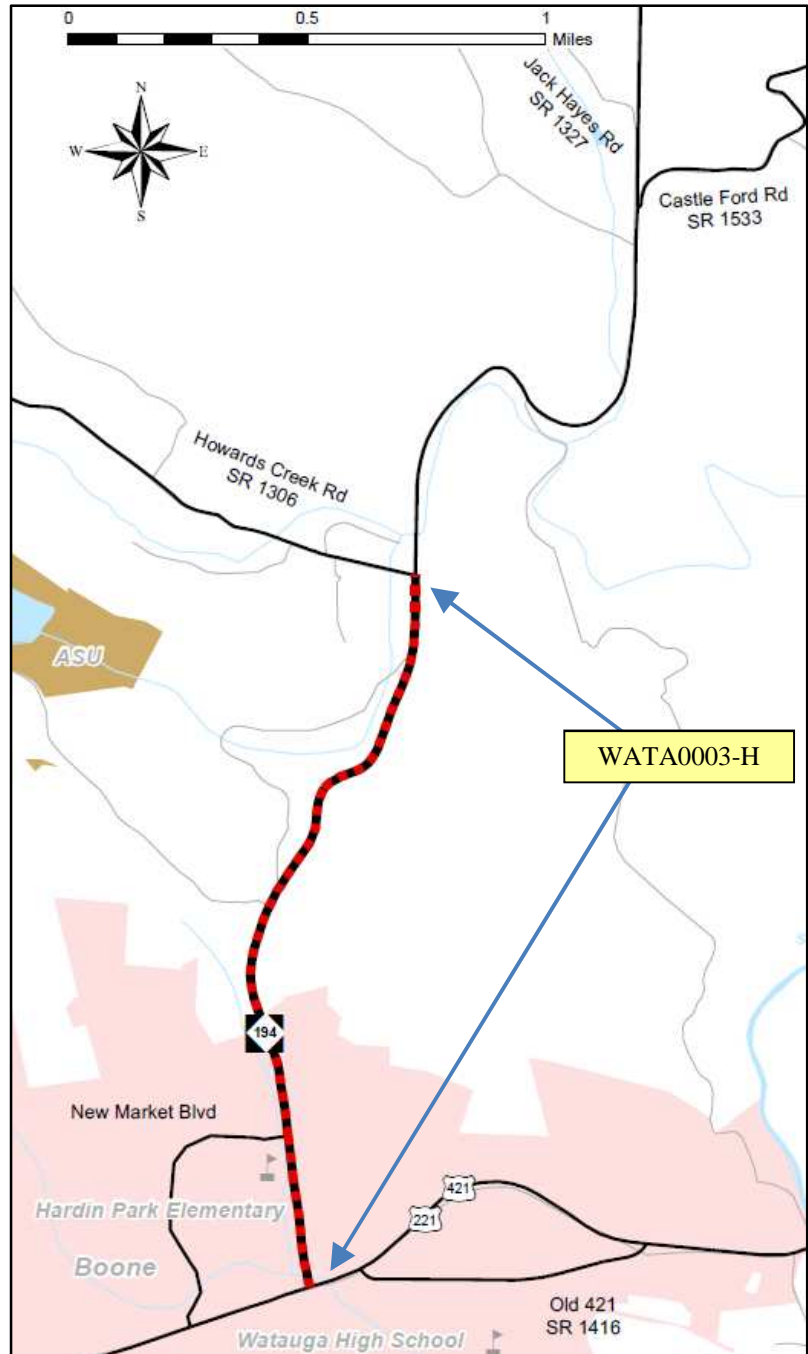 0 0.5 1
Miles
N
W E
S
Jack Hayes Rd
SR 1327
Castle Ford Rd
SR 1533
Howards Creek Rd
SR 1306
ASU
WATA0003-H
194
New Market Blvd
Hardin Park Elementary
421
221
Boone
Old 421
SR 1416
Watauga High School